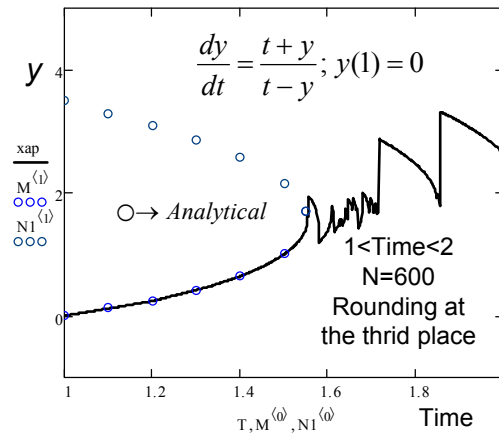 y
4
2
0
xap
M⟨1⟩
N1⟨1⟩
dy/dt = (t + y)/(t − y); y(1) = 0
→ Analytical
1<Time<2
N=600
Rounding at
the thrid place
1 1.2 1.4 1.6 1.8
T, M⟨0⟩, N1⟨0⟩
Time